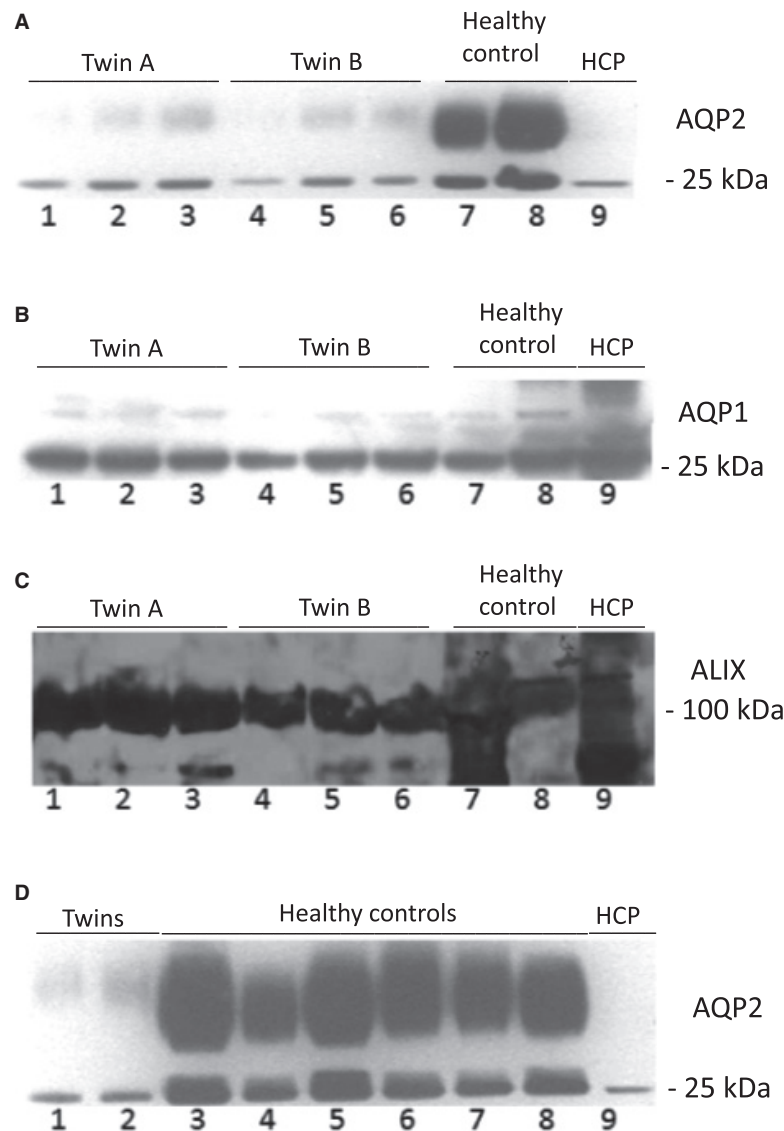 A
Twin A Twin B Healthy control HCP
AQP2
- 25 kDa
1 2 3 4 5 6 7 8 9
B
Twin A Twin B Healthy control HCP
AQP1
- 25 kDa
1 2 3 4 5 6 7 8 9
C
Twin A Twin B Healthy control HCP
ALIX
- 100 kDa
1 2 3 4 5 6 7 8 9
D
Twins Healthy controls HCP
AQP2
- 25 kDa
1 2 3 4 5 6 7 8 9